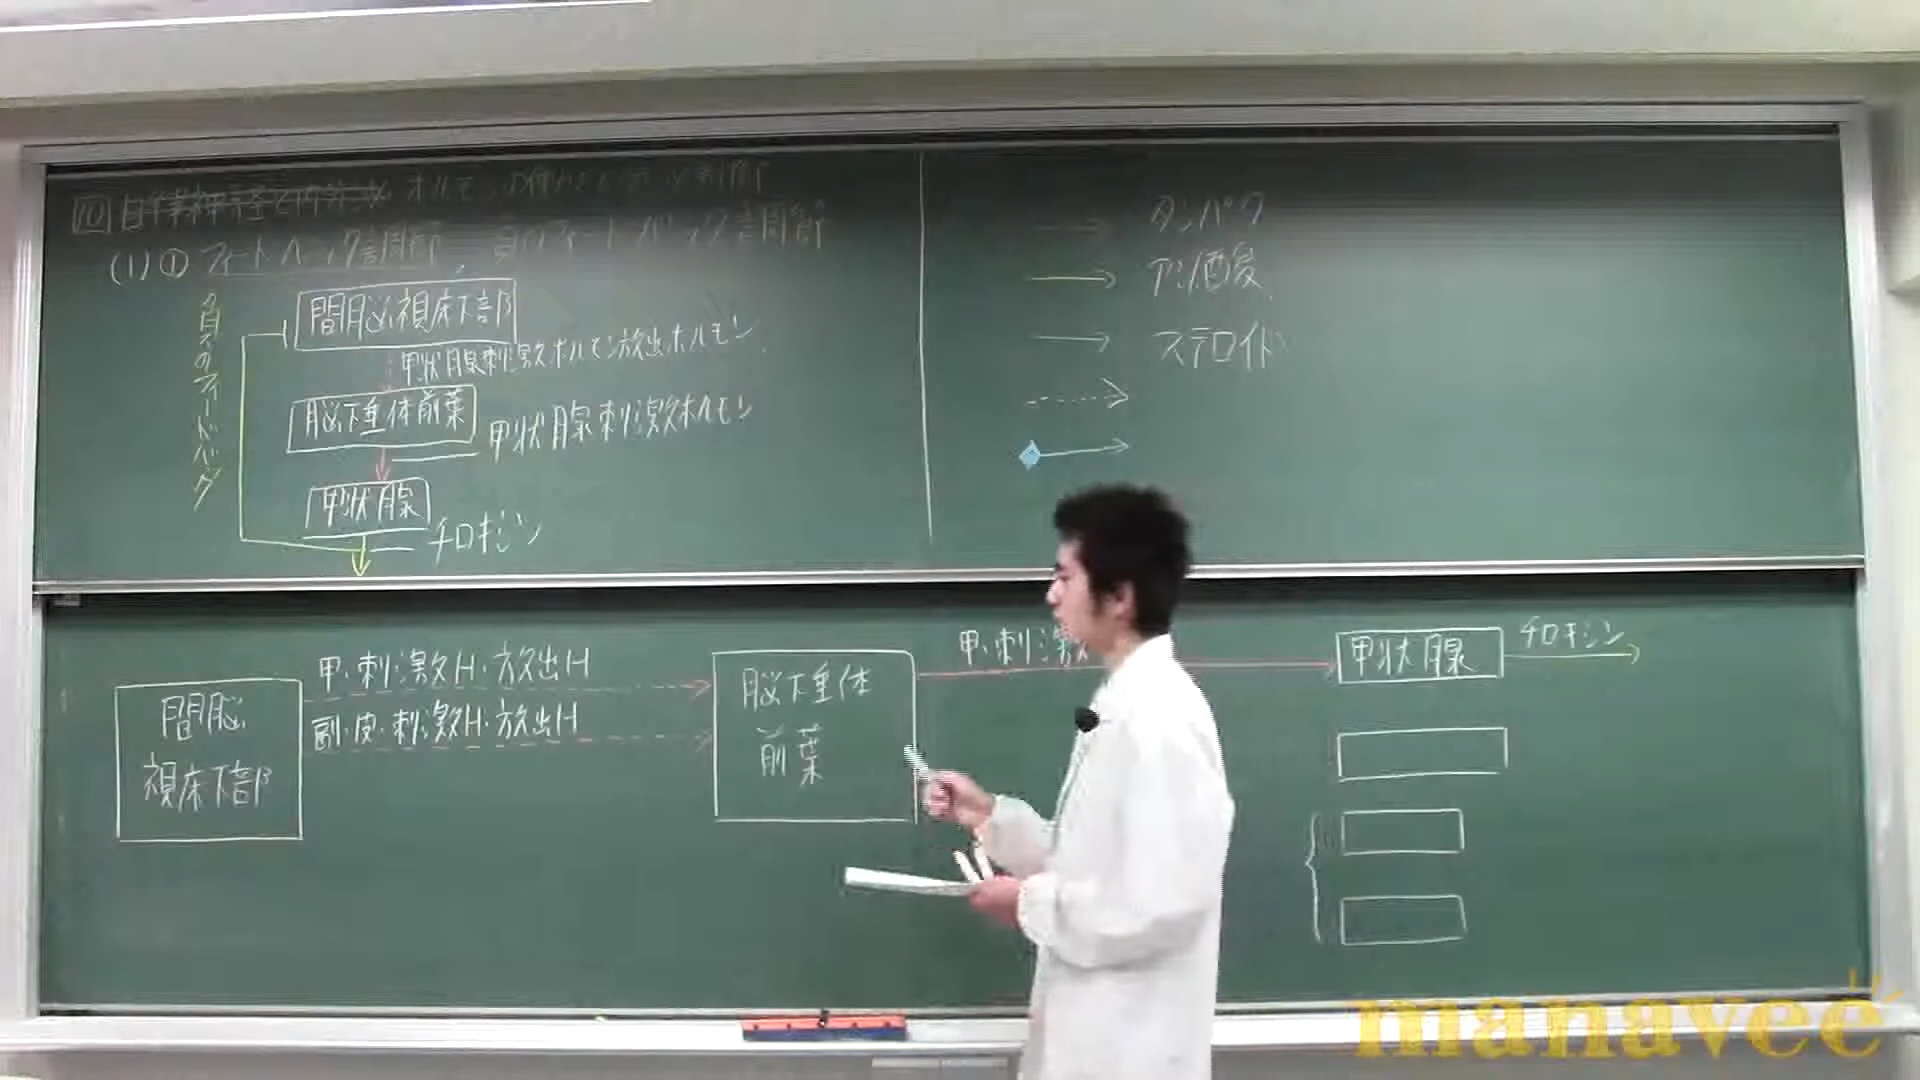 10 自律神経と内分泌 ホルモンの働きと
(1) ① フィードバック調節 負のフィードバック調節
負のフィードバック
間脳視床下部
甲状腺刺激ホルモン放出ホルモン
脳下垂体前葉
甲状腺刺激ホルモン
甲状腺
チロキシン
タンパク
アミノ酸
ステロイド
間脳
視床下部
甲・刺激H・放出H
副・皮・刺激H・放出H
脳下垂体
前葉
甲・刺激
甲状腺
チロキシン
manavee